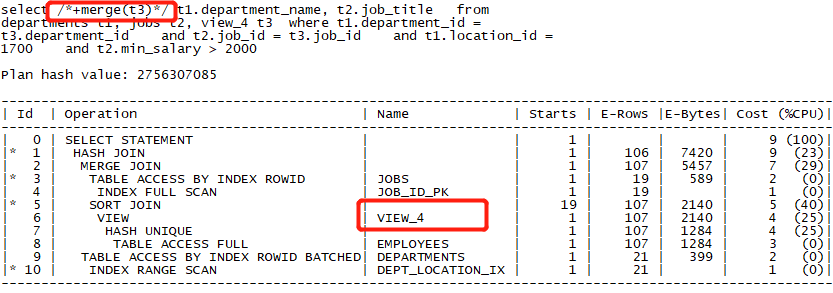 select /*+merge(t3)*/ t1.department_name, t2.job_title   from
departments t1, jobs t2, view_4 t3  where t1.department_id =
t3.department_id    and t2.job_id = t3.job_id    and t1.location_id =
1700    and t2.min_salary > 2000
Plan hash value: 2756307085
| Id  | Operation                             | Name             | Starts | E-Rows |E-Bytes| Cost (%CPU)|
|   0 | SELECT STATEMENT                      |                  |      1 |        |       |     9 (100)|
|*  1 |  HASH JOIN                            |                  |      1 |    106 |  7420 |     9  (23)|
|   2 |   MERGE JOIN                          |                  |      1 |    107 |  5457 |     7  (29)|
|*  3 |    TABLE ACCESS BY INDEX ROWID        | JOBS             |      1 |     19 |   589 |     2   (0)|
|   4 |     INDEX FULL SCAN                   | JOB_ID_PK        |      1 |     19 |       |     1   (0)|
|*  5 |    SORT JOIN                          |                  |     19 |    107 |  2140 |     5  (40)|
|   6 |     VIEW                              | VIEW_4           |      1 |    107 |  2140 |     4  (25)|
|   7 |      HASH UNIQUE                      |                  |      1 |    107 |  1284 |     4  (25)|
|   8 |       TABLE ACCESS FULL               | EMPLOYEES        |      1 |    107 |  1284 |     3   (0)|
|   9 |   TABLE ACCESS BY INDEX ROWID BATCHED| DEPARTMENTS      |      1 |     21 |   399 |     2   (0)|
|* 10 |    INDEX RANGE SCAN                   | DEPT_LOCATION_IX |      1 |     21 |       |     1   (0)|